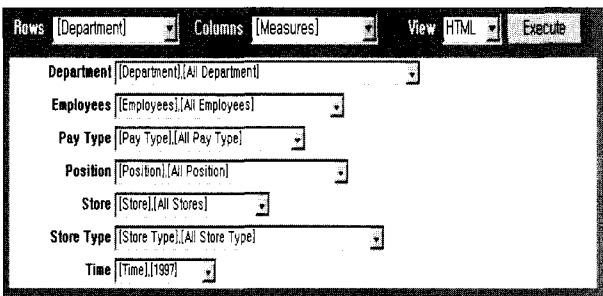 Rows [Department] Columns [Measures] View HTML Execute
Department [Department].[All Department]
Employees [Employees].[All Employees]
Pay Type [Pay Type].[All Pay Type]
Position [Position].[All Position]
Store [Store].[All Stores]
Store Type [Store Type].[All Store Type]
Time [Time].[1997]